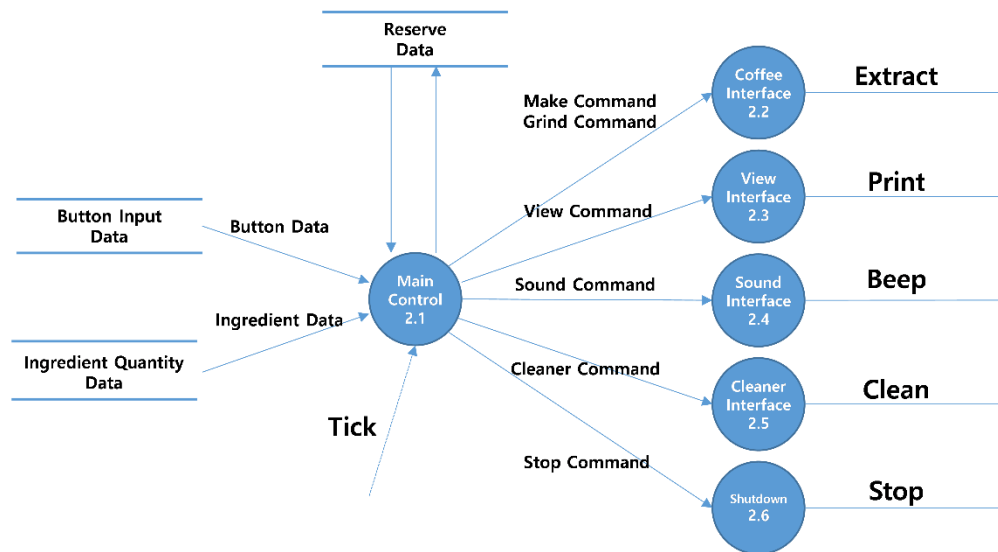 Reserve
Data
Coffee
Interface
2.2
Extract
Make Command
Grind Command
View
Interface
2.3
Print
View Command
Button Input
Data
Button Data
Main
Control
2.1
Sound Command
Sound
Interface
2.4
Beep
Ingredient Data
Ingredient Quantity
Data
Cleaner Command
Cleaner
Interface
2.5
Clean
Tick
Stop Command
Shutdown
2.6
Stop